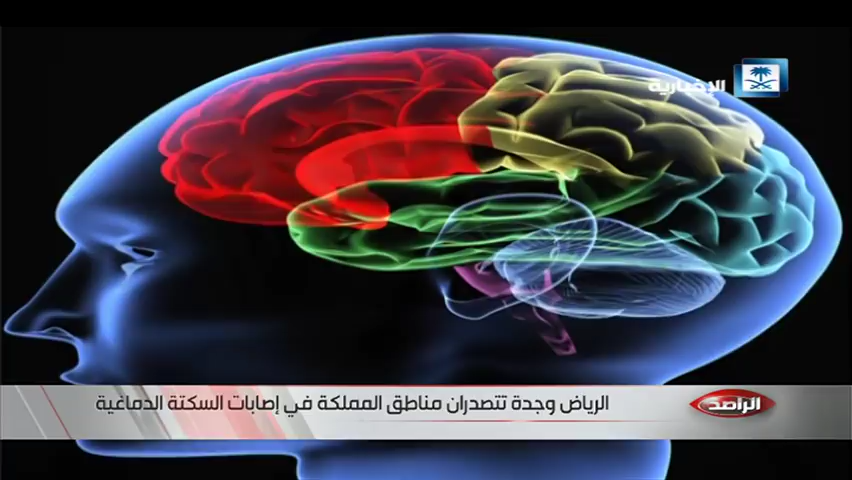 الإخبارية
الرياض وجدة تتصدران مناطق المملكة في إصابات السكتة الدماغية
الراصد